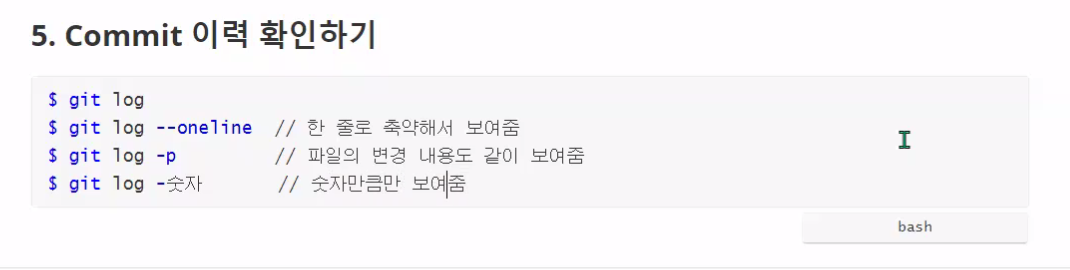 5. Commit 이력 확인하기
$ git log
$ git log --oneline // 한 줄로 축약해서 보여줌
$ git log -p // 파일의 변경 내용도 같이 보여줌
$ git log -숫자 // 숫자만큼만 보여줌
bash